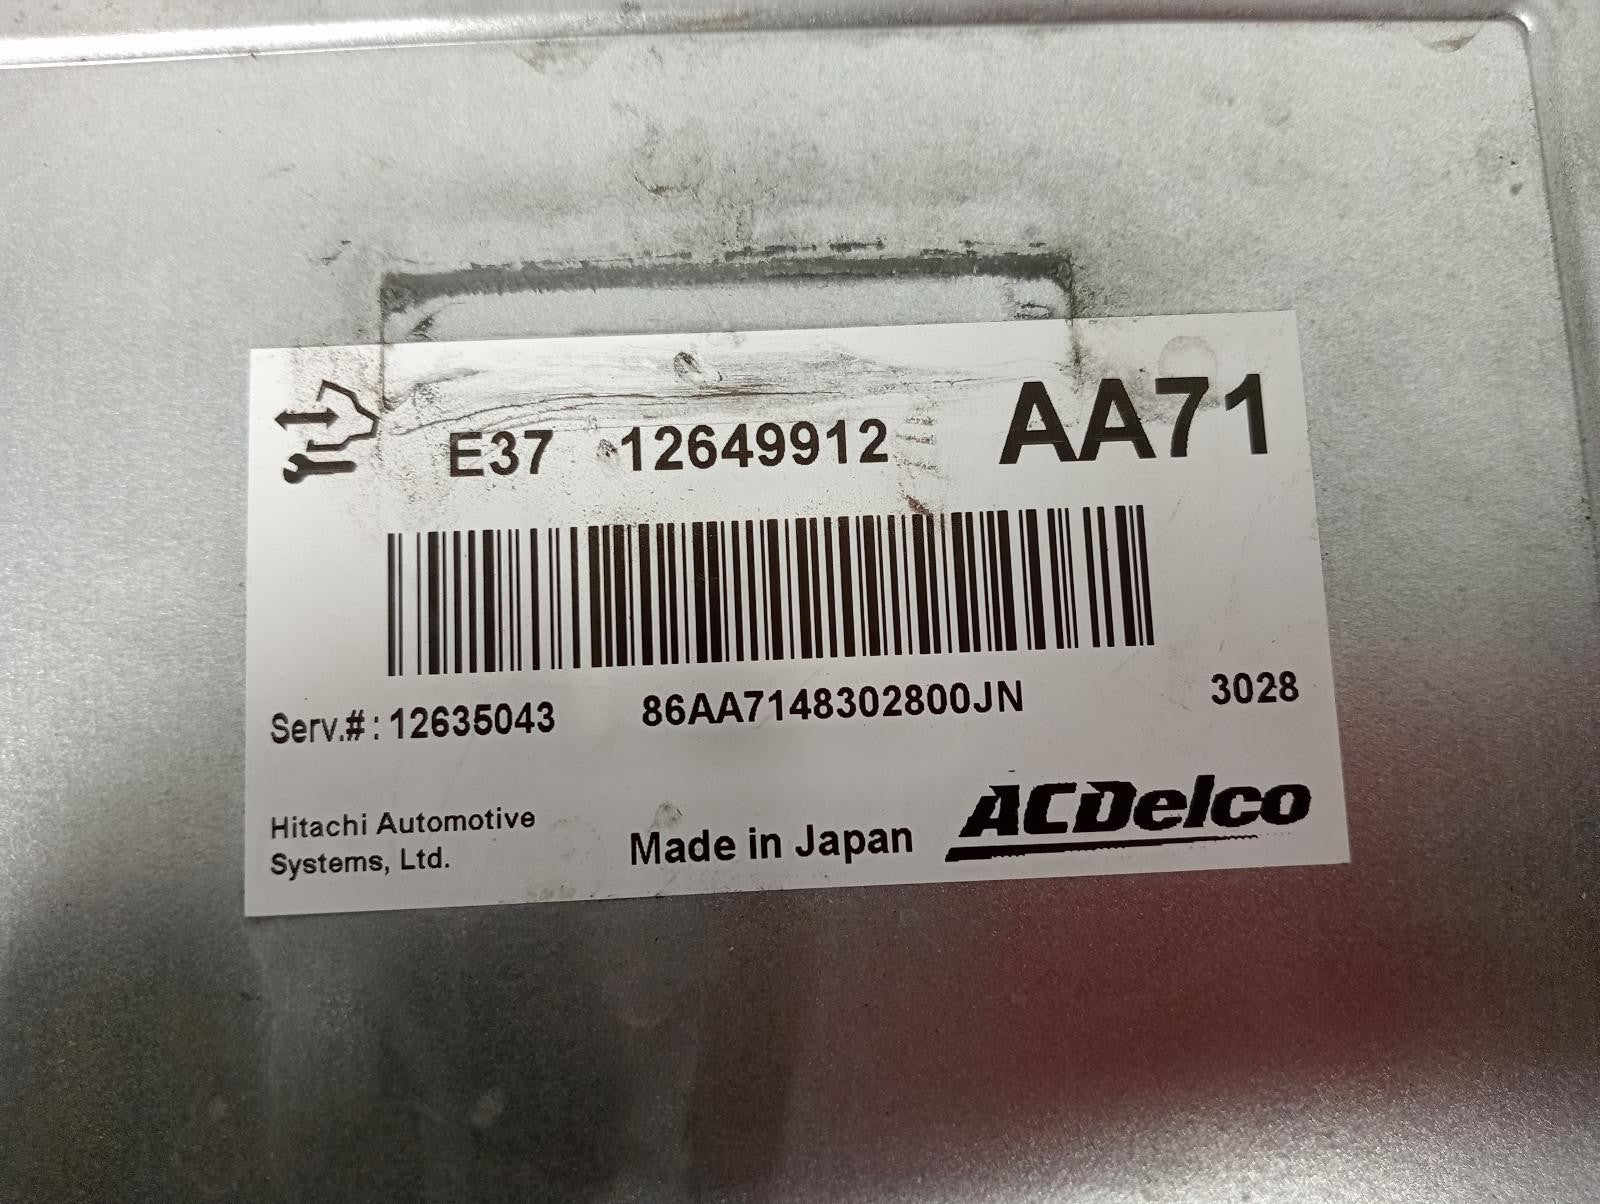 E37 12649912 AA71
Serv.#: 12635043 86AA7148302800JN 3028
Hitachi Automotive
Systems, Ltd.
Made in Japan
ACDelco